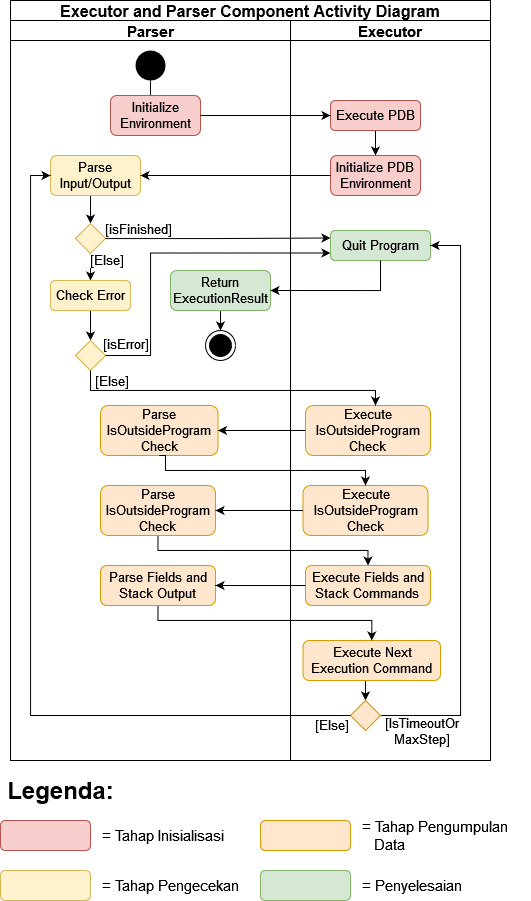 Executor and Parser Component Activity Diagram
Parser
Executor
Initialize
Environment
Execute PDB
Parse
Input/Output
Initialize PDB
Environment
[isFinished]
Quit Program
[Else]
Check Error
Return
ExecutionResult
[isError]
[Else]
Parse
IsOutsideProgram
Check
Execute
IsOutsideProgram
Check
Parse
IsOutsideProgram
Check
Execute
IsOutsideProgram
Check
Parse Fields and
Stack Output
Execute Fields and
Stack Commands
Execute Next
Execution Command
[Else]
[IsTimeoutOr
MaxStep]
Legenda:
= Tahap Inisialisasi
= Tahap Pengumpulan
Data
= Tahap Pengecekan
= Penyelesaian